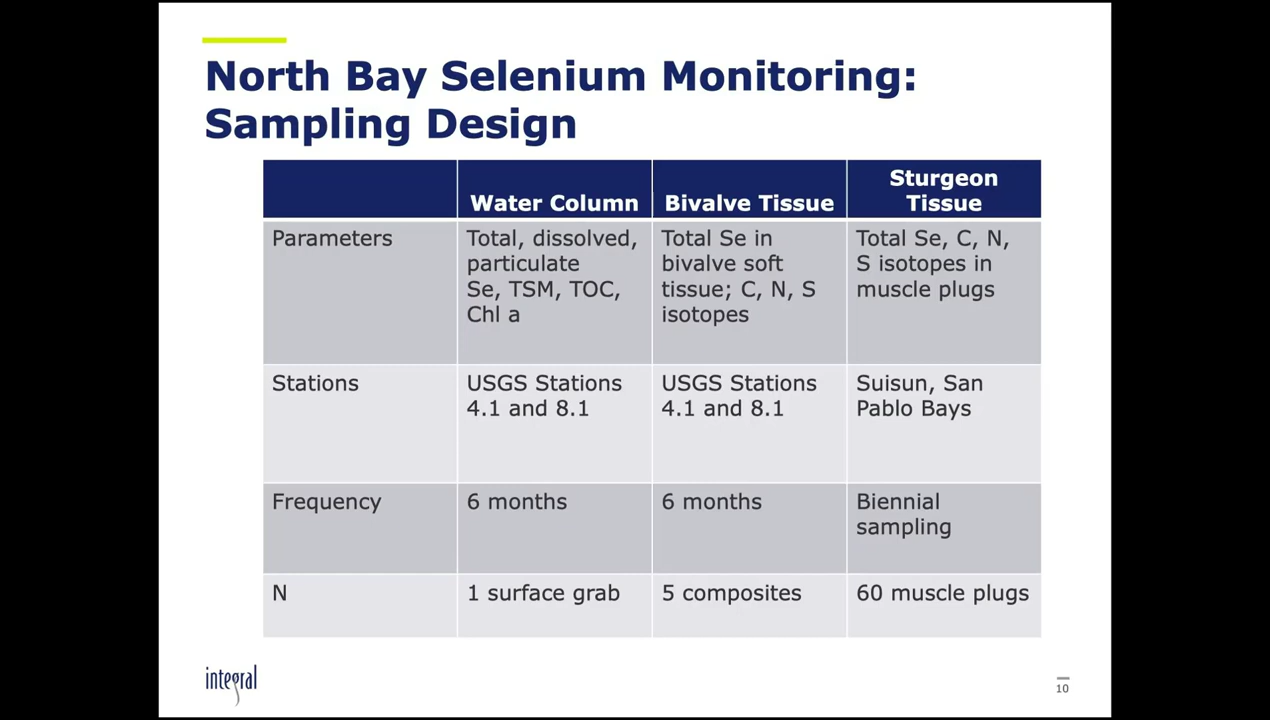 North Bay Selenium Monitoring:
Sampling Design
Water Column
Bivalve Tissue
Sturgeon
Tissue
Parameters
Total, dissolved,
particulate
Se, TSM, TOC,
Chl a
Total Se in
bivalve soft
tissue; C, N, S
isotopes
Total Se, C, N,
S isotopes in
muscle plugs
Stations
USGS Stations
4.1 and 8.1
USGS Stations
4.1 and 8.1
Suisun, San
Pablo Bays
Frequency
6 months
6 months
Biennial
sampling
N
1 surface grab
5 composites
60 muscle plugs
integral
10